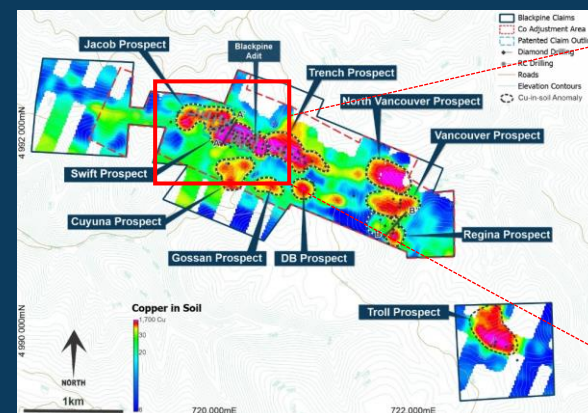 Jacob Prospect
Blackpine
Adit
Trench Prospect
North Vancouver Prospect
Vancouver Prospect
Swift Prospect
Cuyuna Prospect
Gossan Prospect
DB Prospect
Regina Prospect
Troll Prospect
Blackpine Claims
Co Adjustment Area
Patented Claim Outli
Diamond Drilling
RC Drilling
Roads
Elevation Contours
Cu-in-soil Anomaly
4 992 000mN
4 990 000mN
Copper in Soil
1,700 Cu
30
20
NORTH
1km
720 000mE
722 000mE